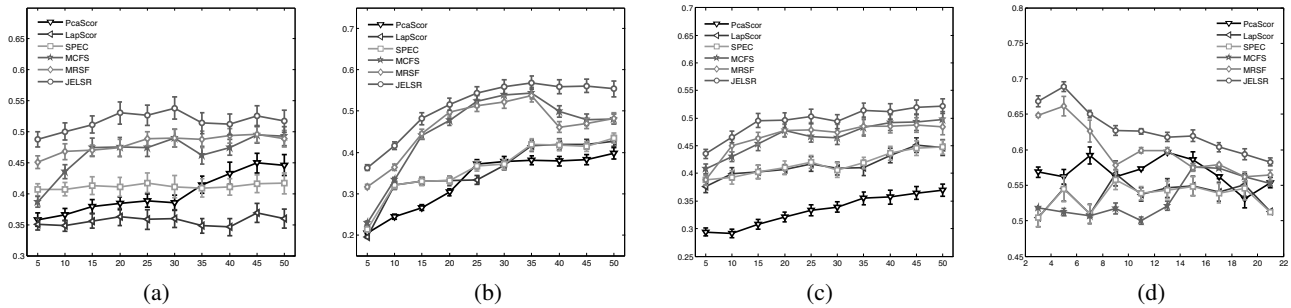 0.65
0.6
0.55
0.5
0.45
0.4
0.35
0.3
PcaScor
LapScor
SPEC
MCFS
MRSF
JELSR
5 10 15 20 25 30 35 40 45 50
(a)
0.7
0.6
0.5
0.4
0.3
0.2
PcaScor
LapScor
SPEC
MCFS
MRSF
JELSR
5 10 15 20 25 30 35 40 45 50
(b)
0.7
0.65
0.6
0.55
0.5
0.45
0.4
0.35
0.3
0.25
PcaScor
LapScor
SPEC
MCFS
MRSF
JELSR
5 10 15 20 25 30 35 40 45 50
(c)
0.8
0.75
0.7
0.65
0.6
0.55
0.5
0.45
PcaScor
LapScor
SPEC
MCFS
MRSF
JELSR
2 4 6 8 10 12 14 16 18 20 22
(d)